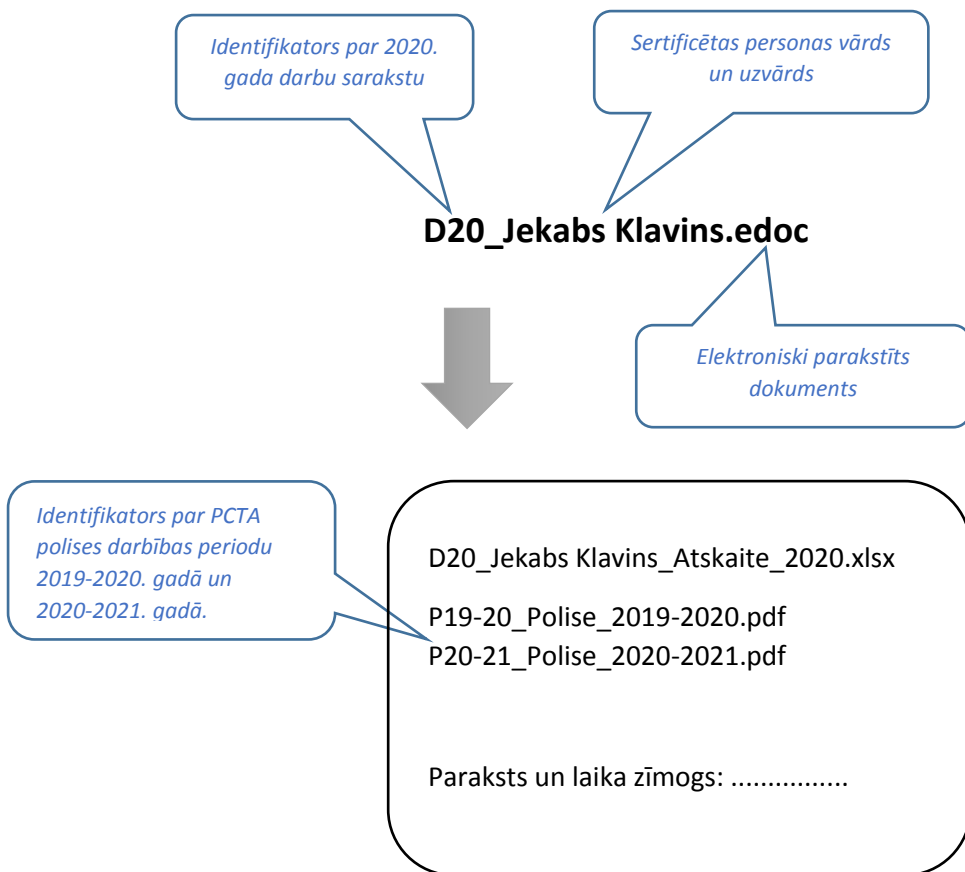 Identifikators par 2020.
gada darbu sarakstu
Sertificētas personas vārds
un uzvārds
D20_Jekabs Klavins.edoc
Elektroniski parakstīts
dokuments
Identifikators par PCTA
polises darbības periodu
2019-2020. gadā un
2020-2021. gadā.
D20_Jekabs Klavins_Atskaite_2020.xlsx
P19-20_Polise_2019-2020.pdf
P20-21_Polise_2020-2021.pdf
Paraksts un laika zīmogs: ...............